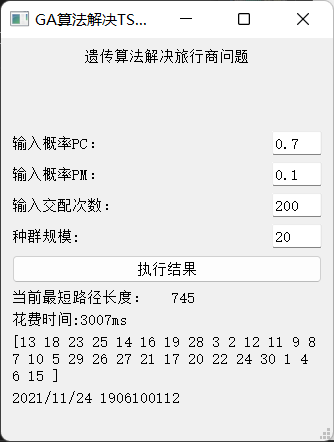 GA算法解决TS...
遗传算法解决旅行商问题
输入概率PC: 0.7
输入概率PM: 0.1
输入交配次数: 200
种群规模: 20
执行结果
当前最短路径长度: 745
花费时间:3007ms
[13 18 23 25 14 16 19 28 3 2 12 11 9 8
7 10 5 29 26 27 21 17 20 22 24 30 1 4
6 15 ]
2021/11/24 1906100112